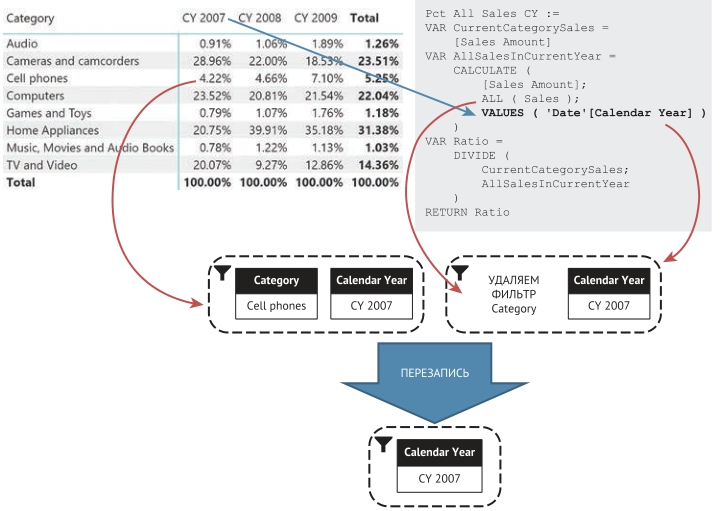 Category CY 2007 CY 2008 CY 2009 Total
Audio 0.91% 1.06% 1.89% 1.26%
Cameras and camcorders 28.96% 22.00% 18.53% 23.51%
Cell phones 4.22% 4.66% 7.10% 5.25%
Computers 23.52% 20.81% 21.54% 22.04%
Games and Toys 0.79% 1.07% 1.76% 1.18%
Home Appliances 20.75% 39.91% 35.18% 31.38%
Music, Movies and Audio Books 0.78% 1.22% 1.13% 1.03%
TV and Video 20.07% 9.27% 12.86% 14.36%
Total 100.00% 100.00% 100.00% 100.00%
Pct All Sales CY :=
VAR CurrentCategorySales =
[Sales Amount]
VAR AllSalesInCurrentYear =
CALCULATE (
[Sales Amount];
ALL ( Sales );
VALUES ( 'Date'[Calendar Year] )
)
VAR Ratio =
DIVIDE (
CurrentCategorySales;
AllSalesInCurrentYear
)
RETURN Ratio
Category Calendar Year
Cell phones CY 2007
УДАЛЯЕМ
ФИЛЬТР
Category
Calendar Year
CY 2007
ПЕРЕЗАПИСЬ
Calendar Year
CY 2007